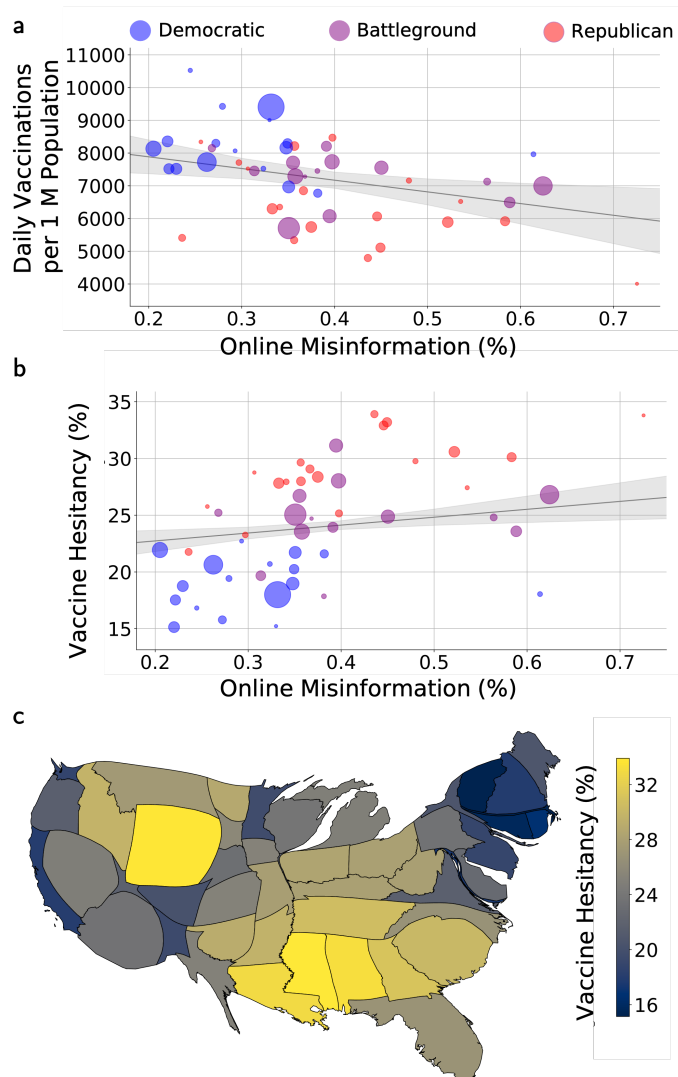 a
Democratic Battleground Republican
Daily Vaccinations
per 1 M Population
11000
10000
9000
8000
7000
6000
5000
4000
0.2 0.3 0.4 0.5 0.6 0.7
Online Misinformation (%)
b
Vaccine Hesitancy (%)
35
30
25
20
15
0.2 0.3 0.4 0.5 0.6 0.7
Online Misinformation (%)
c
Vaccine Hesitancy (%)
32
28
24
20
16